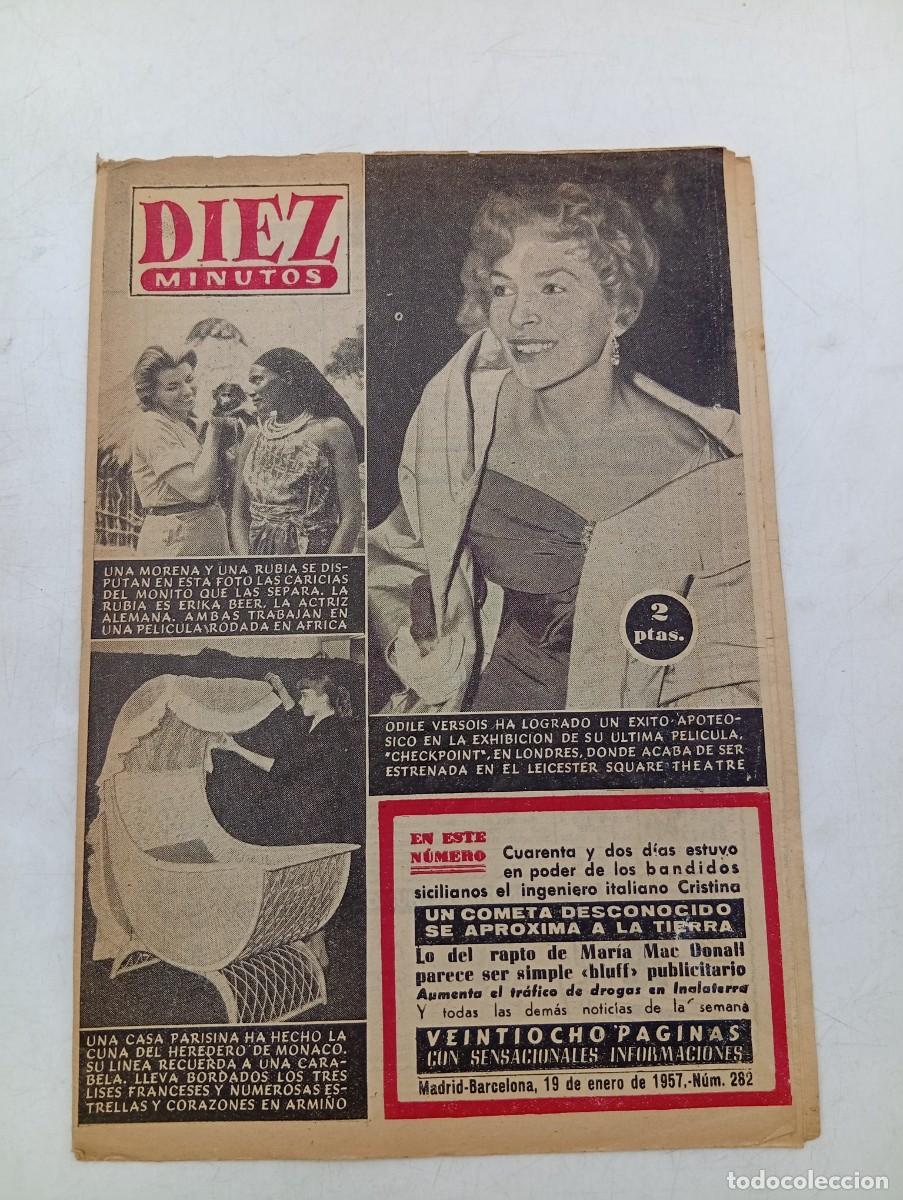 DIEZ
MINUTOS
UNA MORENA Y UNA RUBIA SE DIS-
PUTAN EN ESTA FOTO LAS CARICIAS
DEL MONITO QUE LAS SEPARA. LA
RUBIA ES ERIKA BEER, LA ACTRIZ
ALEMANA. AMBAS TRABAJAN EN
UNA PELICULA RODADA EN AFRICA
2
ptas.
ODILE VERSOIS HA LOGRADO UN EXITO APOTEO-
SICO EN LA EXHIBICION DE SU ULTIMA PELICULA.
"CHECKPOINT", EN LONDRES, DONDE ACABA DE SER
ESTRENADA EN EL LEICESTER SQUARE THEATRE
UNA CASA PARISINA HA HECHO LA
CUNA DEL HEREDERO DE MONACO.
SU LINEA RECUERDA A UNA CARA-
BELA. LLEVA BORDADOS LOS TRES
LISES FRANCESES Y NUMEROSAS ES-
TRELLAS Y CORAZONES EN ARMIÑO
EN ESTE
NÚMERO
Cuarenta y dos días estuvo
en poder de los bandidos
sicilianos el ingeniero italiano Cristina
UN COMETA DESCONOCIDO
SE APROXIMA A LA TIERRA
Lo del rapto de María Mac Donall
parece ser simple «bluff» publicitario
Aumenta el tráfico de drogas en Inglaterra
Y todas las demás noticias de la semana
VEINTIOCHO PAGINAS
CON SENSACIONALES INFORMACIONES
Madrid-Barcelona, 19 de enero de 1957.-Núm. 282
todocoleccion